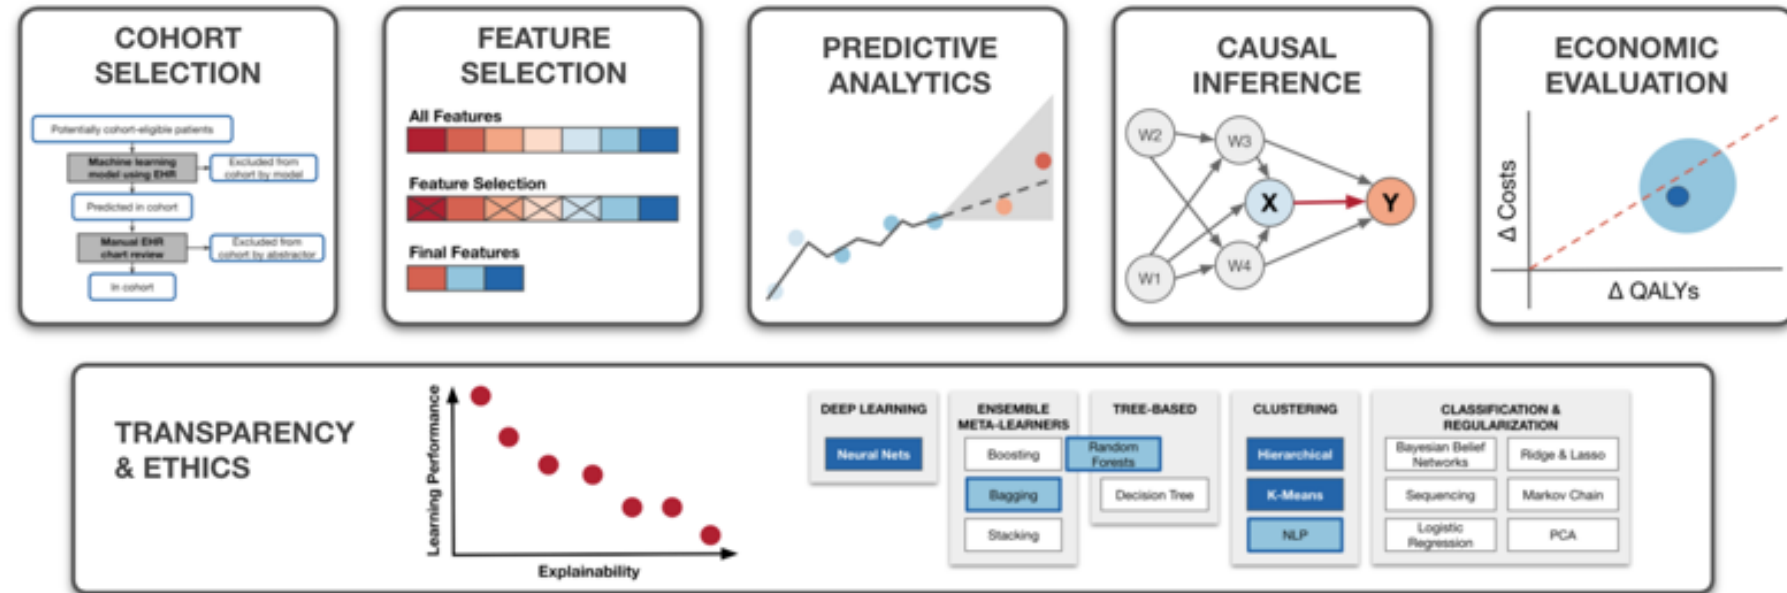 COHORT
SELECTION
Potentially cohort-eligible patients
Machine learning
model using EHR
Excluded from
cohort by model
Predicted in cohort
Manual EHR
chart review
Excluded from
cohort by abstractor
In cohort
FEATURE
SELECTION
All Features
Feature Selection
Final Features
PREDICTIVE
ANALYTICS
CAUSAL
INFERENCE
W2
W3
X
Y
W1
W4
ECONOMIC
EVALUATION
Δ Costs
Δ QALYs
TRANSPARENCY
& ETHICS
Learning Performance
Explainability
DEEP LEARNING
Neural Nets
ENSEMBLE
META-LEARNERS
Boosting
Bagging
Stacking
TREE-BASED
Random
Forests
Decision Tree
CLUSTERING
Hierarchical
K-Means
NLP
CLASSIFICATION &
REGULARIZATION
Bayesian Belief
Networks
Ridge & Lasso
Sequencing
Markov Chain
Logistic
Regression
PCA